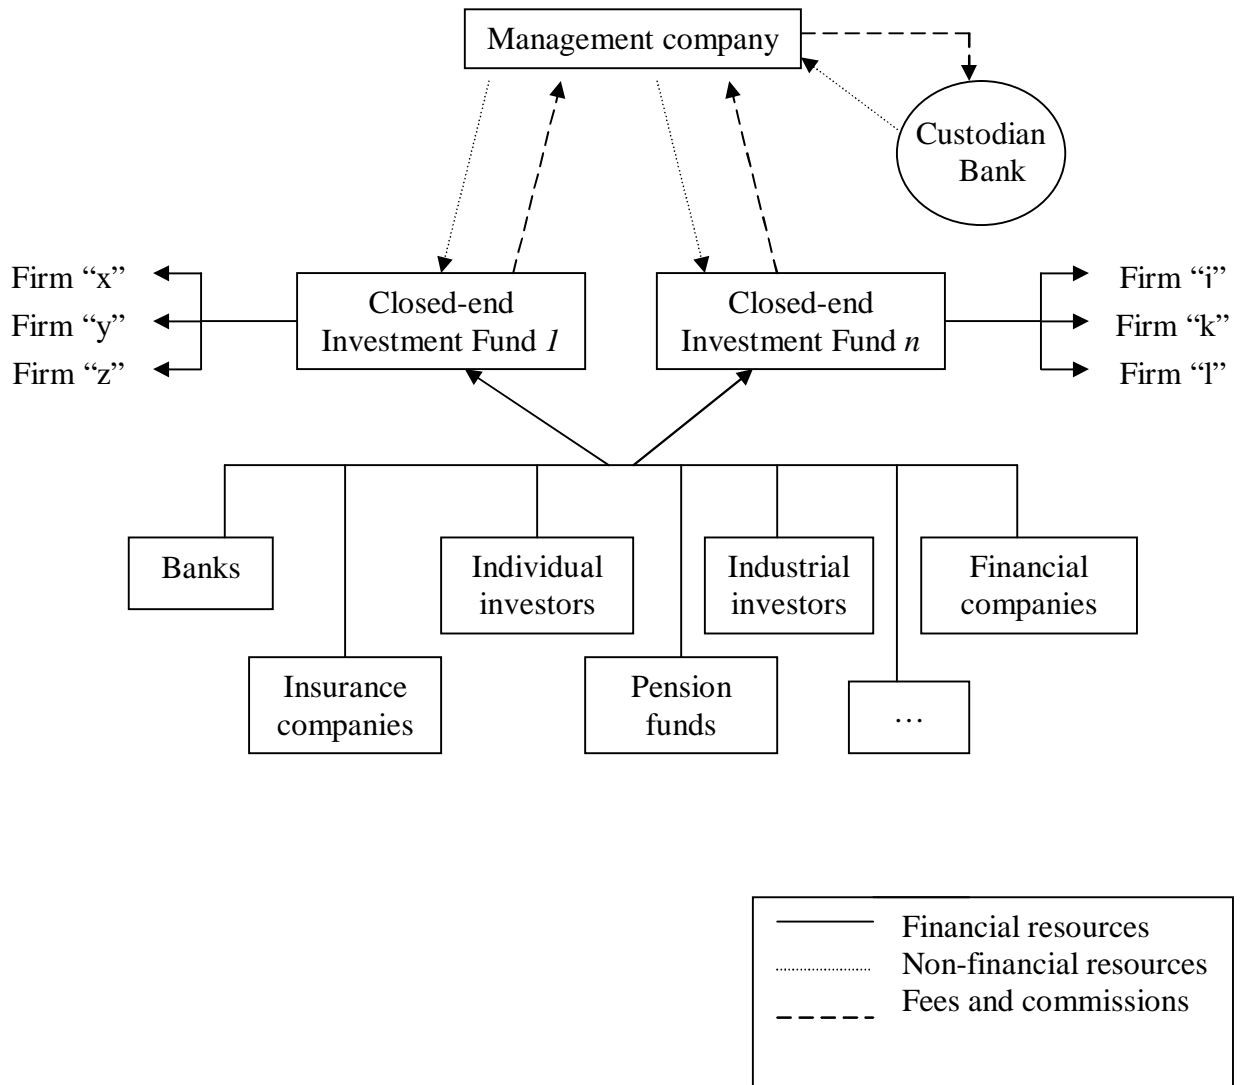 Management company
Custodian
Bank
Firm “x”
Firm “y”
Firm “z”
Closed-end
Investment Fund 1
Closed-end
Investment Fund n
Firm “i”
Firm “k”
Firm “l”
Banks
Individual
investors
Industrial
investors
Financial
companies
Insurance
companies
Pension
funds
…
Financial resources
Non-financial resources
Fees and commissions